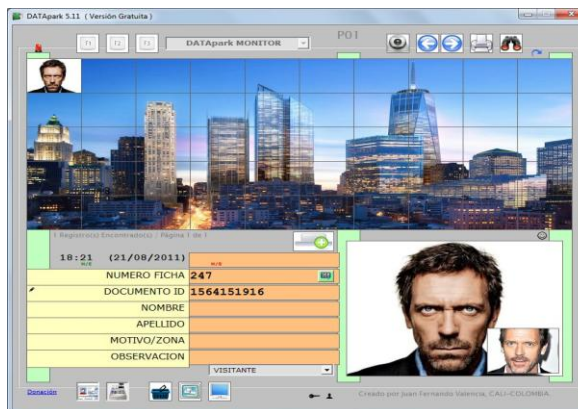 DATApark 5.11 ( Versión Gratuita )
T1 T2 T3 DATApark MONITOR P01
1 Registro(s) Encontrado(s) / Página 1 de 1
18:21 (21/08/2011)
N/E N/E
NUMERO FICHA 247
DOCUMENTO ID 1564151916
NOMBRE
APELLIDO
MOTIVO/ZONA
OBSERVACION
VISITANTE
Donación Creado por Juan Fernando Valencia, CALI-COLOMBIA.